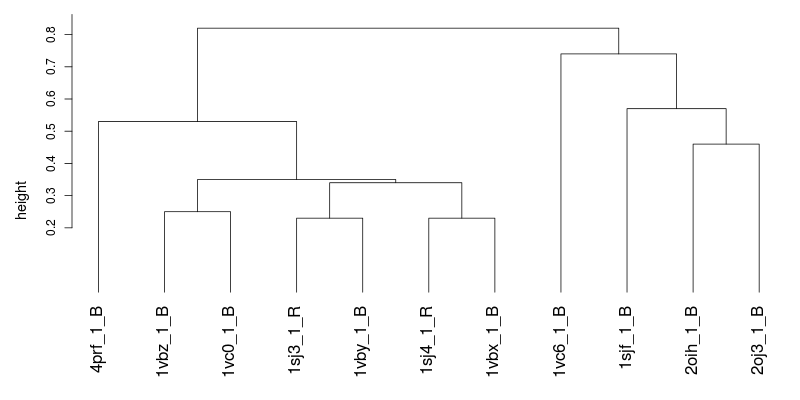 height
0.8
0.7
0.6
0.5
0.4
0.3
0.2
4prf_1_B
1vbz_1_B
1vc0_1_B
1sj3_1_R
1vby_1_B
1sj4_1_R
1vbx_1_B
1vc6_1_B
1sjf_1_B
2oih_1_B
2oj3_1_B